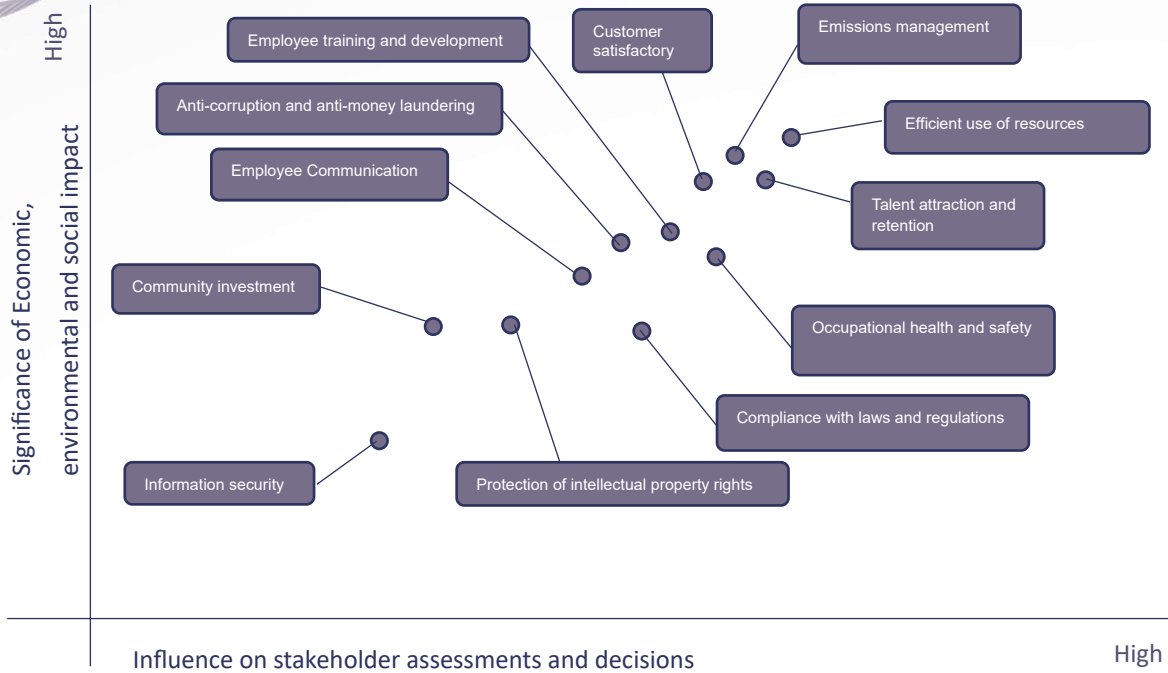 High
Significance of Economic,
environmental and social impact
Employee training and development
Customer
satisfactory
Emissions management
Anti-corruption and anti-money laundering
Efficient use of resources
Employee Communication
Talent attraction and
retention
Community investment
Occupational health and safety
Compliance with laws and regulations
Information security
Protection of intellectual property rights
Influence on stakeholder assessments and decisions
High